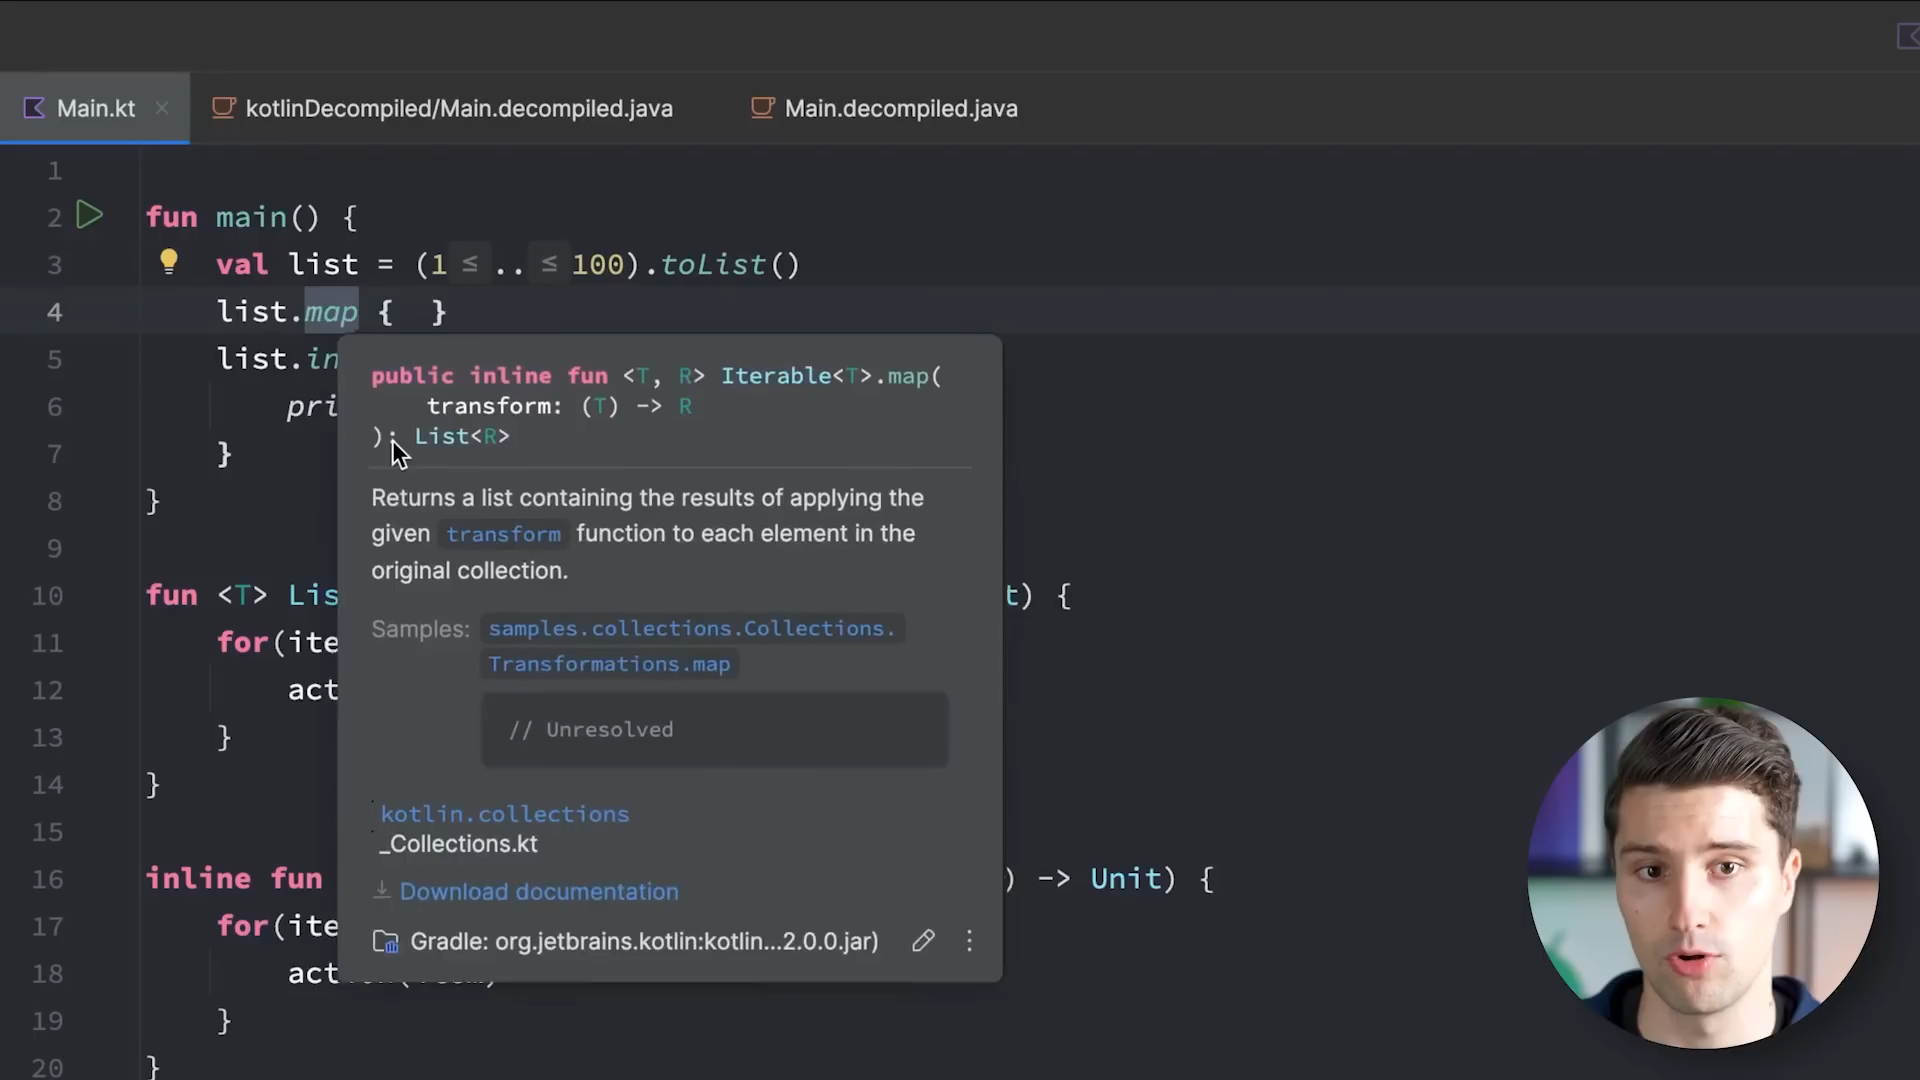 Main.kt
kotlinDecompiled/Main.decompiled.java
Main.decompiled.java
1
2 fun main() {
3 val list = (1 ≤ .. ≤ 100).toList()
4 list.map {  }
5 list.in
6 pri
7 }
8 }
9
10 fun <T> Lis t) {
11 for(ite
12 act
13 }
14 }
15
16 inline fun ) -> Unit) {
17 for(ite
18 act
19 }
20 }
public inline fun <T, R> Iterable<T>.map(
transform: (T) -> R
): List<R>
Returns a list containing the results of applying the
given transform function to each element in the
original collection.
Samples: samples.collections.Collections.
Transformations.map
// Unresolved
kotlin.collections
_Collections.kt
Download documentation
Gradle: org.jetbrains.kotlin:kotlin...2.0.0.jar)